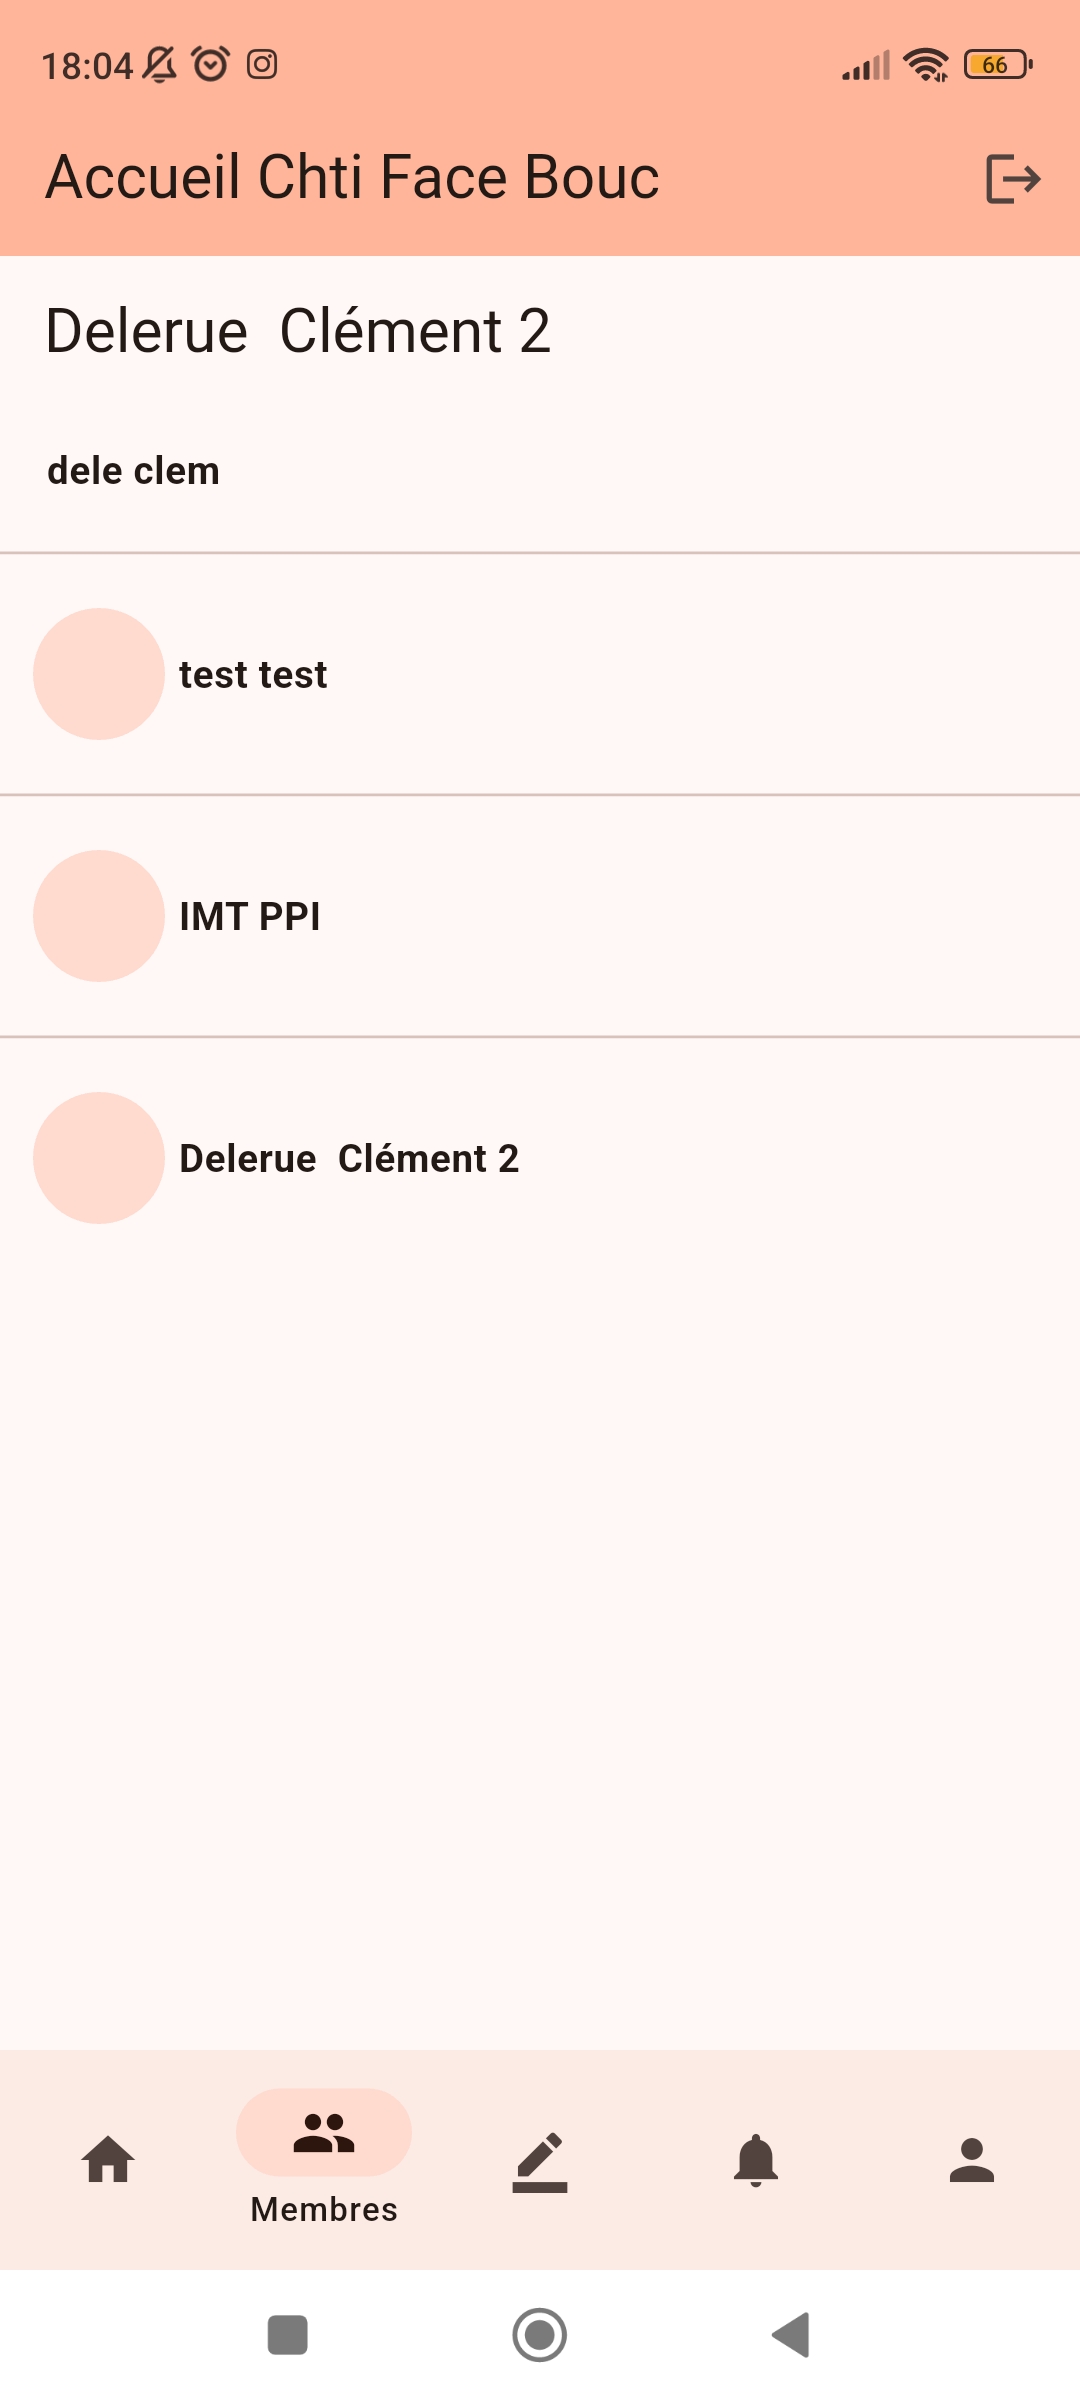 18:04
66
Accueil Chti Face Bouc
Delerue  Clément 2
dele clem
test test
IMT PPI
Delerue  Clément 2
Membres